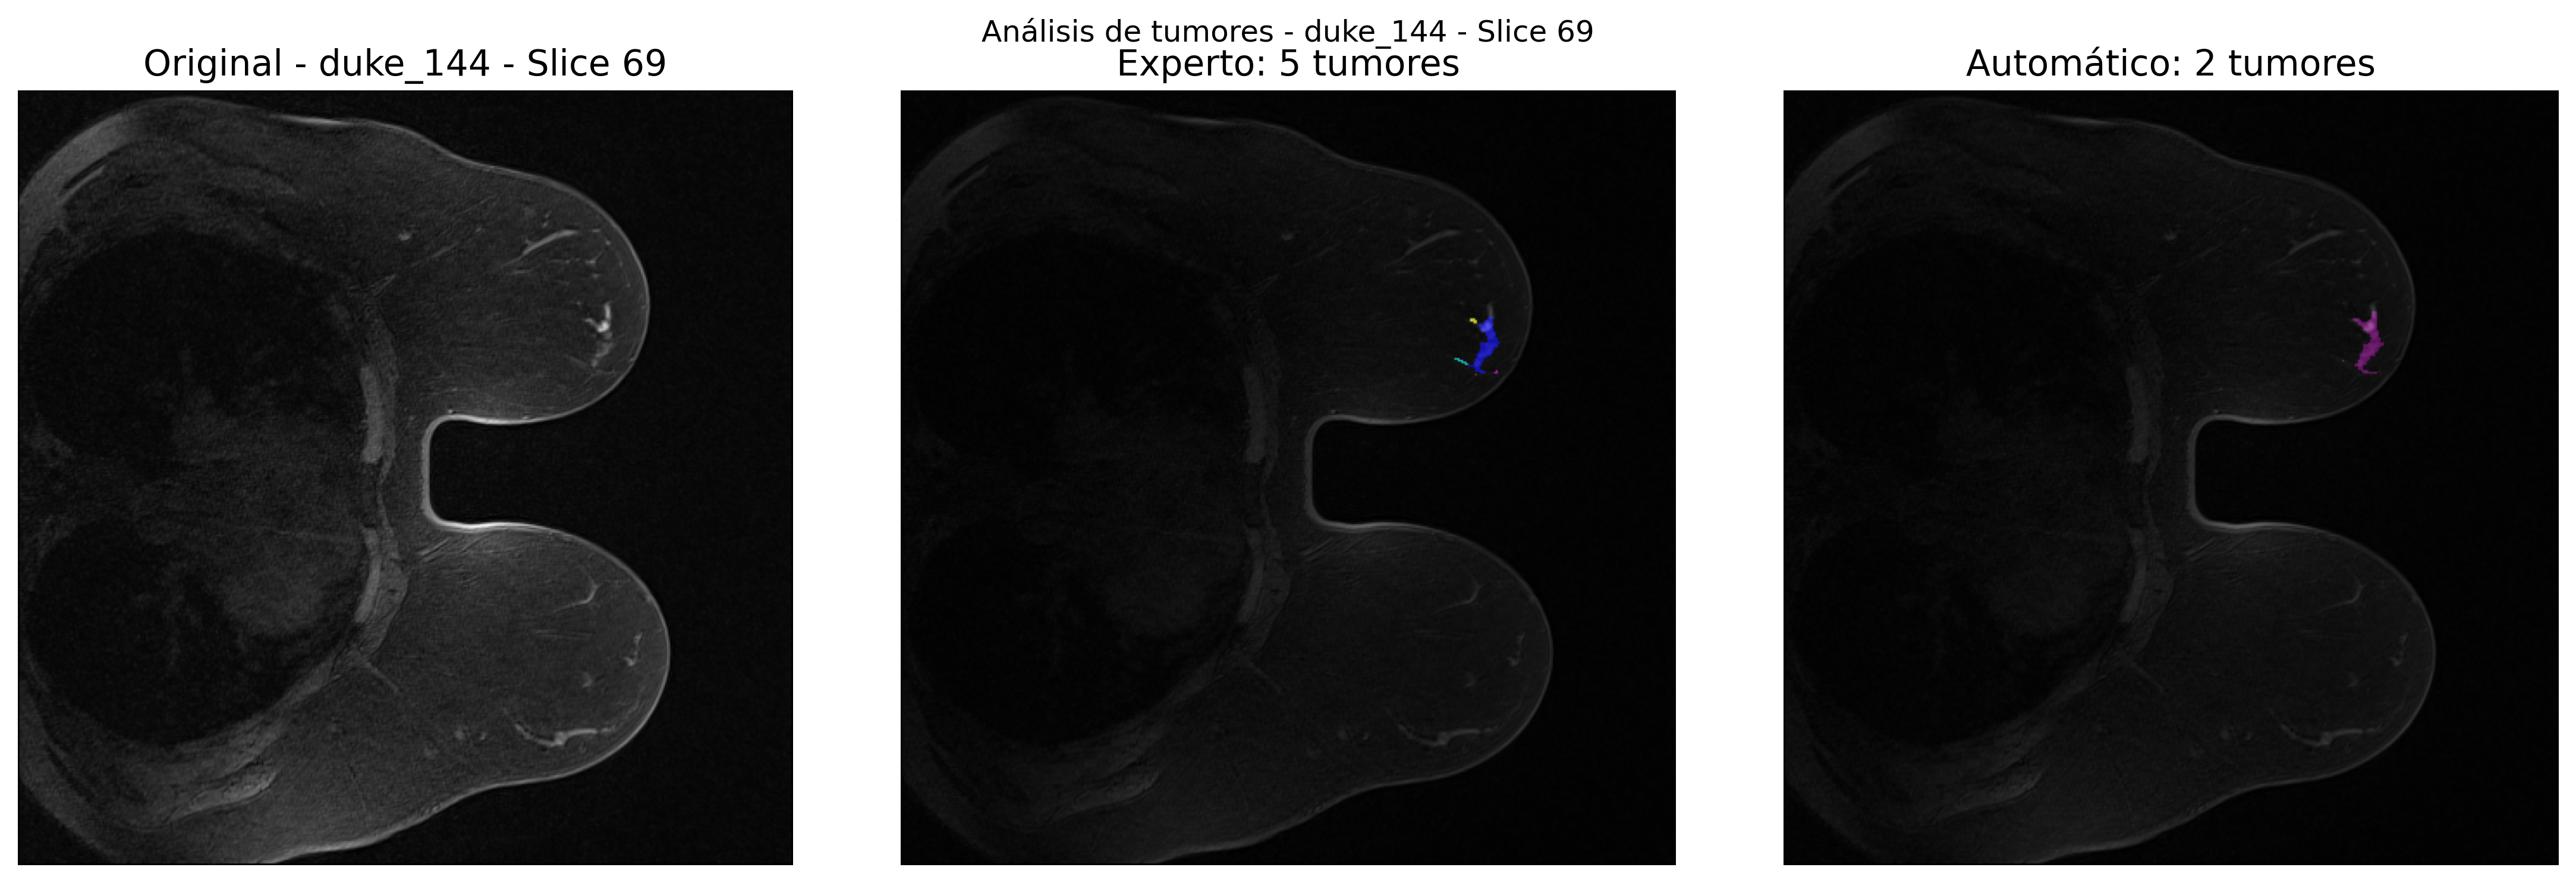 Análisis de tumores - duke_144 - Slice 69
Original - duke_144 - Slice 69
Experto: 5 tumores
Automático: 2 tumores